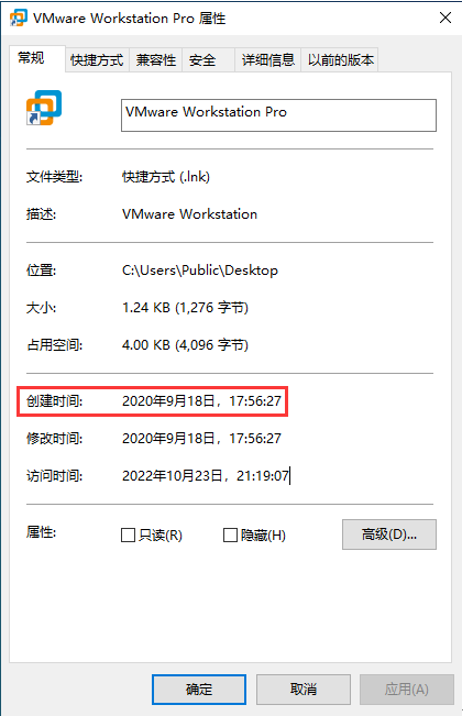 VMware Workstation Pro 属性
常规 快捷方式 兼容性 安全 详细信息 以前的版本
VMware Workstation Pro
文件类型: 快捷方式 (.lnk)
描述: VMware Workstation
位置: C:\Users\Public\Desktop
大小: 1.24 KB (1,276 字节)
占用空间: 4.00 KB (4,096 字节)
创建时间: 2020年9月18日，17:56:27
修改时间: 2020年9月18日，17:56:27
访问时间: 2022年10月23日，21:19:07
属性: 只读(R) 隐藏(H) 高级(D)...
确定 取消 应用(A)